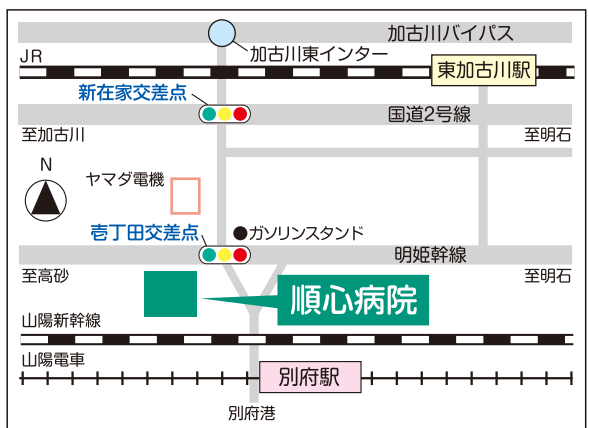 加古川バイパス
加古川東インター
JR
東加古川駅
新在家交差点
国道2号線
至加古川
至明石
N
ヤマダ電機
壱丁田交差点
ガソリンスタンド
明姫幹線
至高砂
至明石
順心病院
山陽新幹線
山陽電車
別府駅
別府港